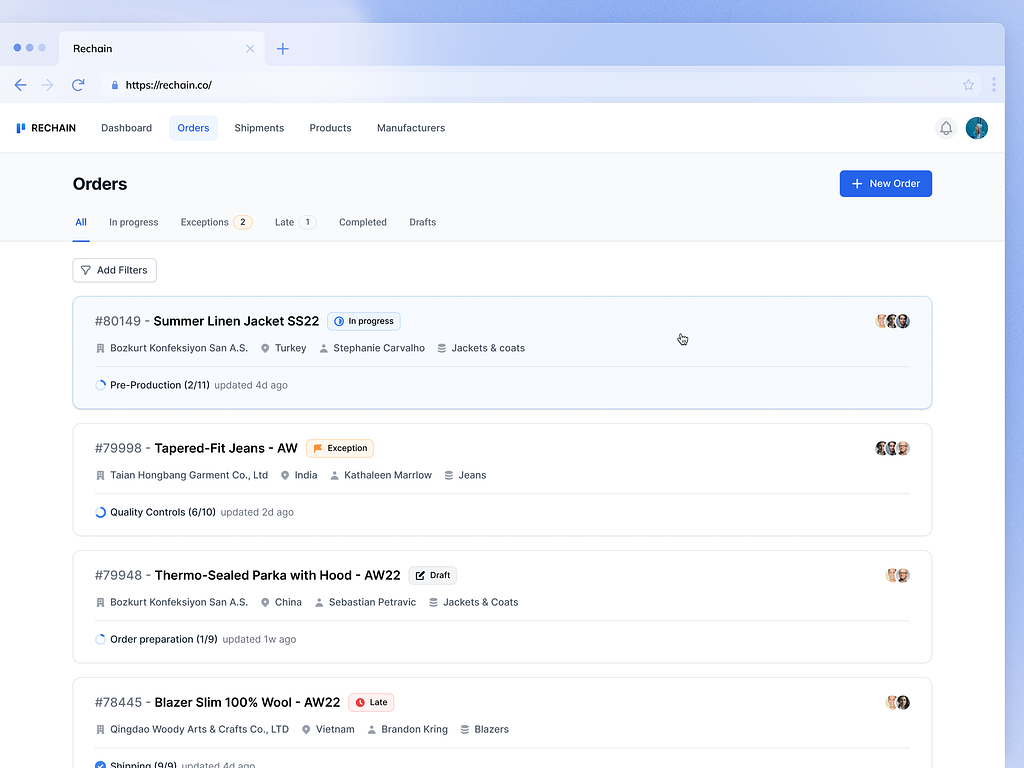 Rechain
https://rechain.co/
RECHAIN Dashboard Orders Shipments Products Manufacturers
Orders
New Order
All In progress Exceptions 2 Late 1 Completed Drafts
Add Filters
#80149 - Summer Linen Jacket SS22 In progress
Bozkurt Konfeksiyon San A.S. Turkey Stephanie Carvalho Jackets & coats
Pre-Production (2/11) updated 4d ago
#79998 - Tapered-Fit Jeans - AW Exception
Taian Hongbang Garment Co., Ltd India Kathaleen Marrlow Jeans
Quality Controls (6/10) updated 2d ago
#79948 - Thermo-Sealed Parka with Hood - AW22 Draft
Bozkurt Konfeksiyon San A.S. China Sebastian Petravic Jackets & Coats
Order preparation (1/9) updated 1w ago
#78445 - Blazer Slim 100% Wool - AW22 Late
Qingdao Woody Arts & Crafts Co., LTD Vietnam Brandon Kring Blazers
Shipping (9/9) updated 4d ago